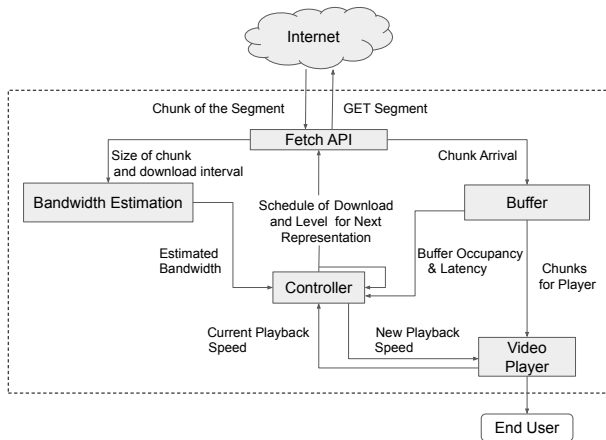 Internet
Chunk of the Segment
GET Segment
Fetch API
Size of chunk
and download interval
Chunk Arrival
Bandwidth Estimation
Schedule of Download
and Level for Next
Representation
Buffer
Estimated
Bandwidth
Buffer Occupancy
& Latency
Chunks
for Player
Controller
Current Playback
Speed
New Playback
Speed
Video
Player
End User